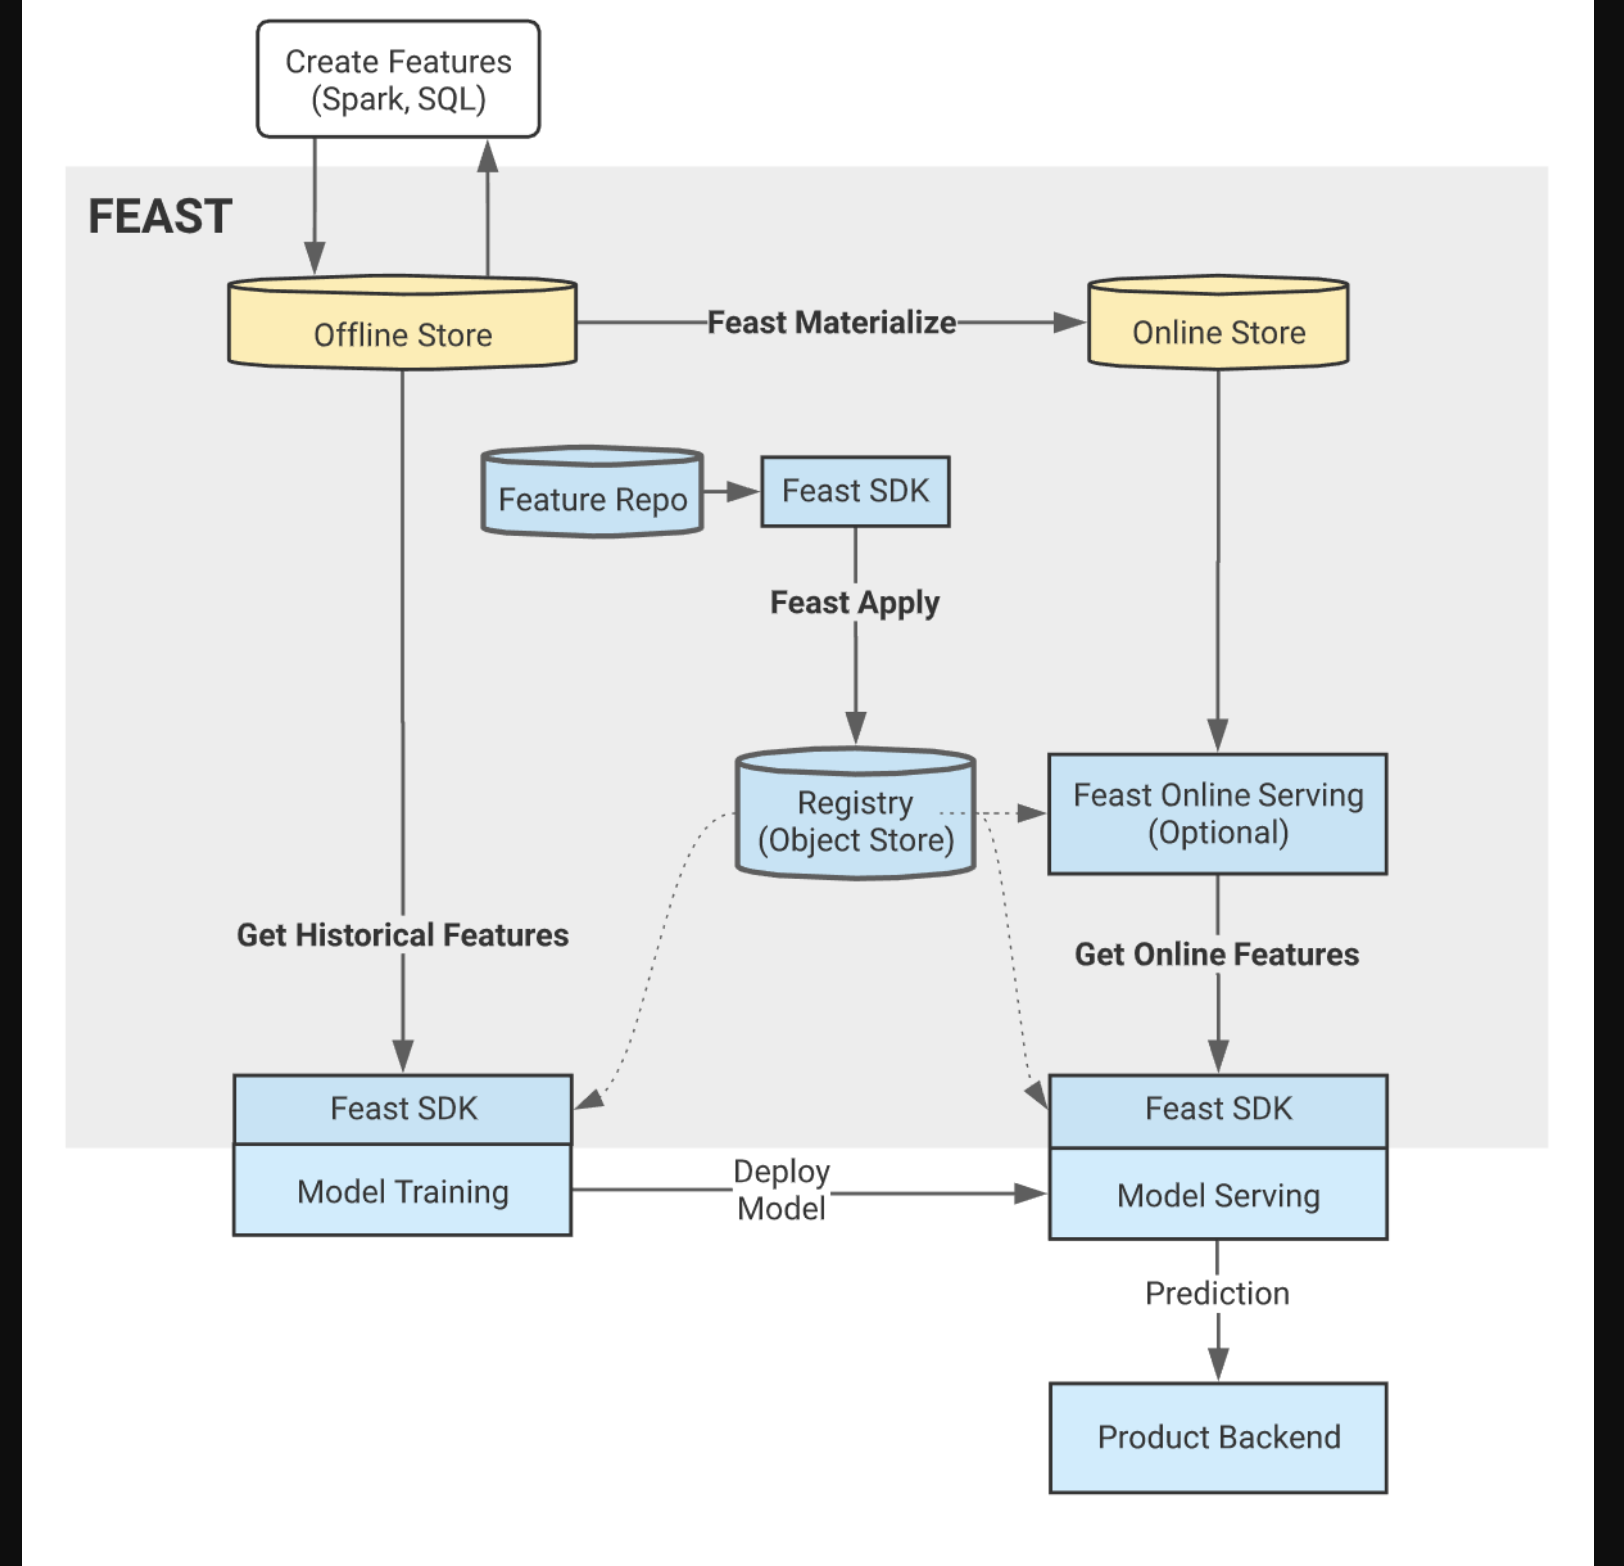 Create Features
(Spark, SQL)
FEAST
Offline Store
Feast Materialize
Online Store
Feature Repo
Feast SDK
Feast Apply
Registry
(Object Store)
Feast Online Serving
(Optional)
Get Historical Features
Get Online Features
Feast SDK
Feast SDK
Model Training
Deploy
Model
Model Serving
Prediction
Product Backend